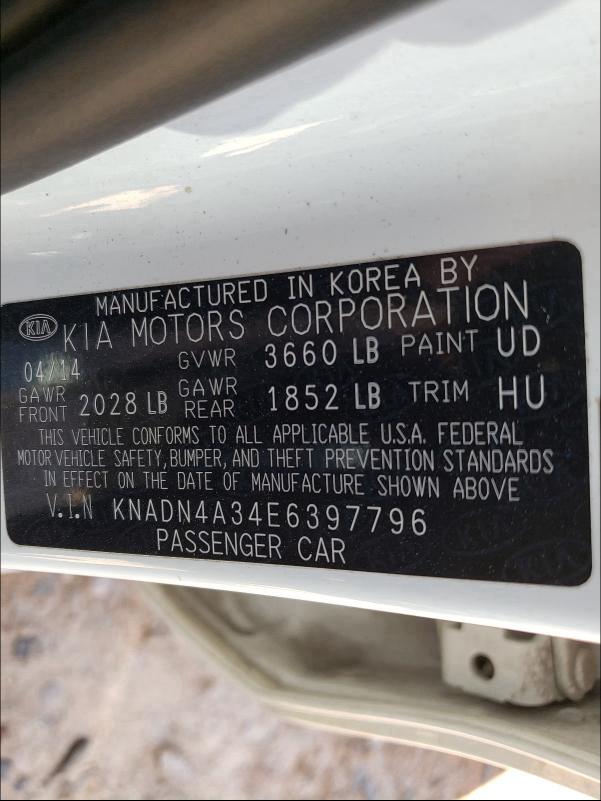 MANUFACTURED IN KOREA BY
KIA KIA MOTORS CORPORATION
04/14 GVWR 3660 LB PAINT UD
GAWR FRONT 2028 LB GAWR REAR 1852 LB TRIM HU
THIS VEHICLE CONFORMS TO ALL APPLICABLE U.S.A. FEDERAL
MOTOR VEHICLE SAFETY, BUMPER, AND THEFT PREVENTION STANDARDS
IN EFFECT ON THE DATE OF MANUFACTURE SHOWN ABOVE
V.I.N KNADN4A34E6397796
PASSENGER CAR